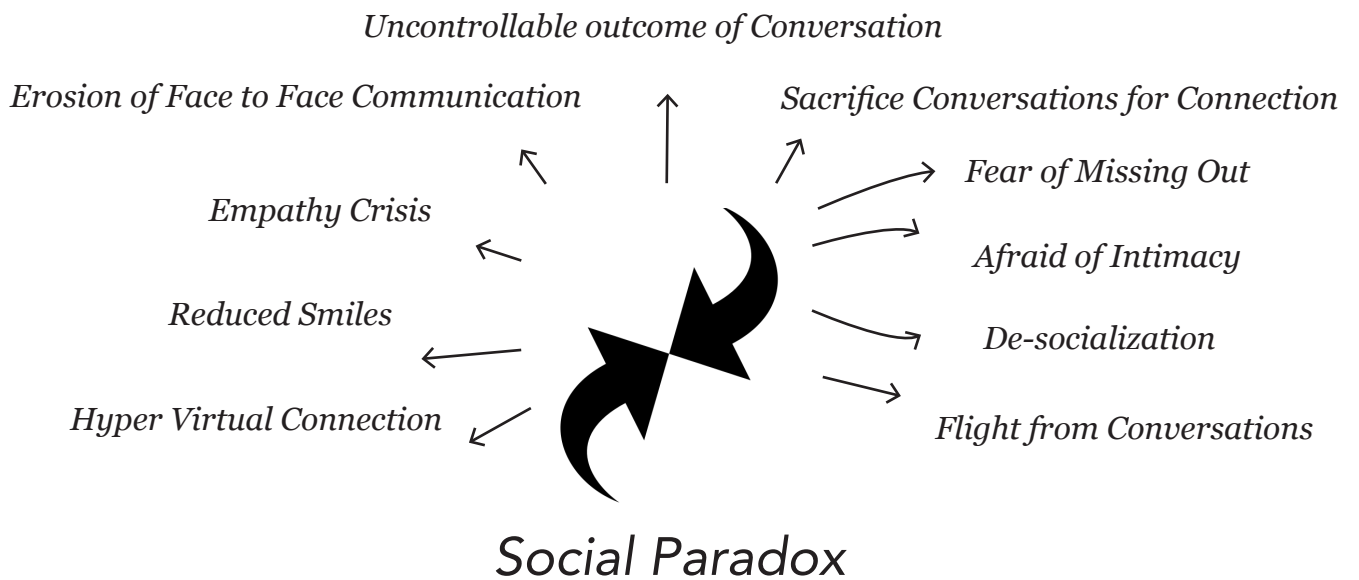 Uncontrollable outcome of Conversation
Erosion of Face to Face Communication
Sacrifice Conversations for Connection
Fear of Missing Out
Empathy Crisis
Afraid of Intimacy
Reduced Smiles
De-socialization
Hyper Virtual Connection
Flight from Conversations
Social Paradox